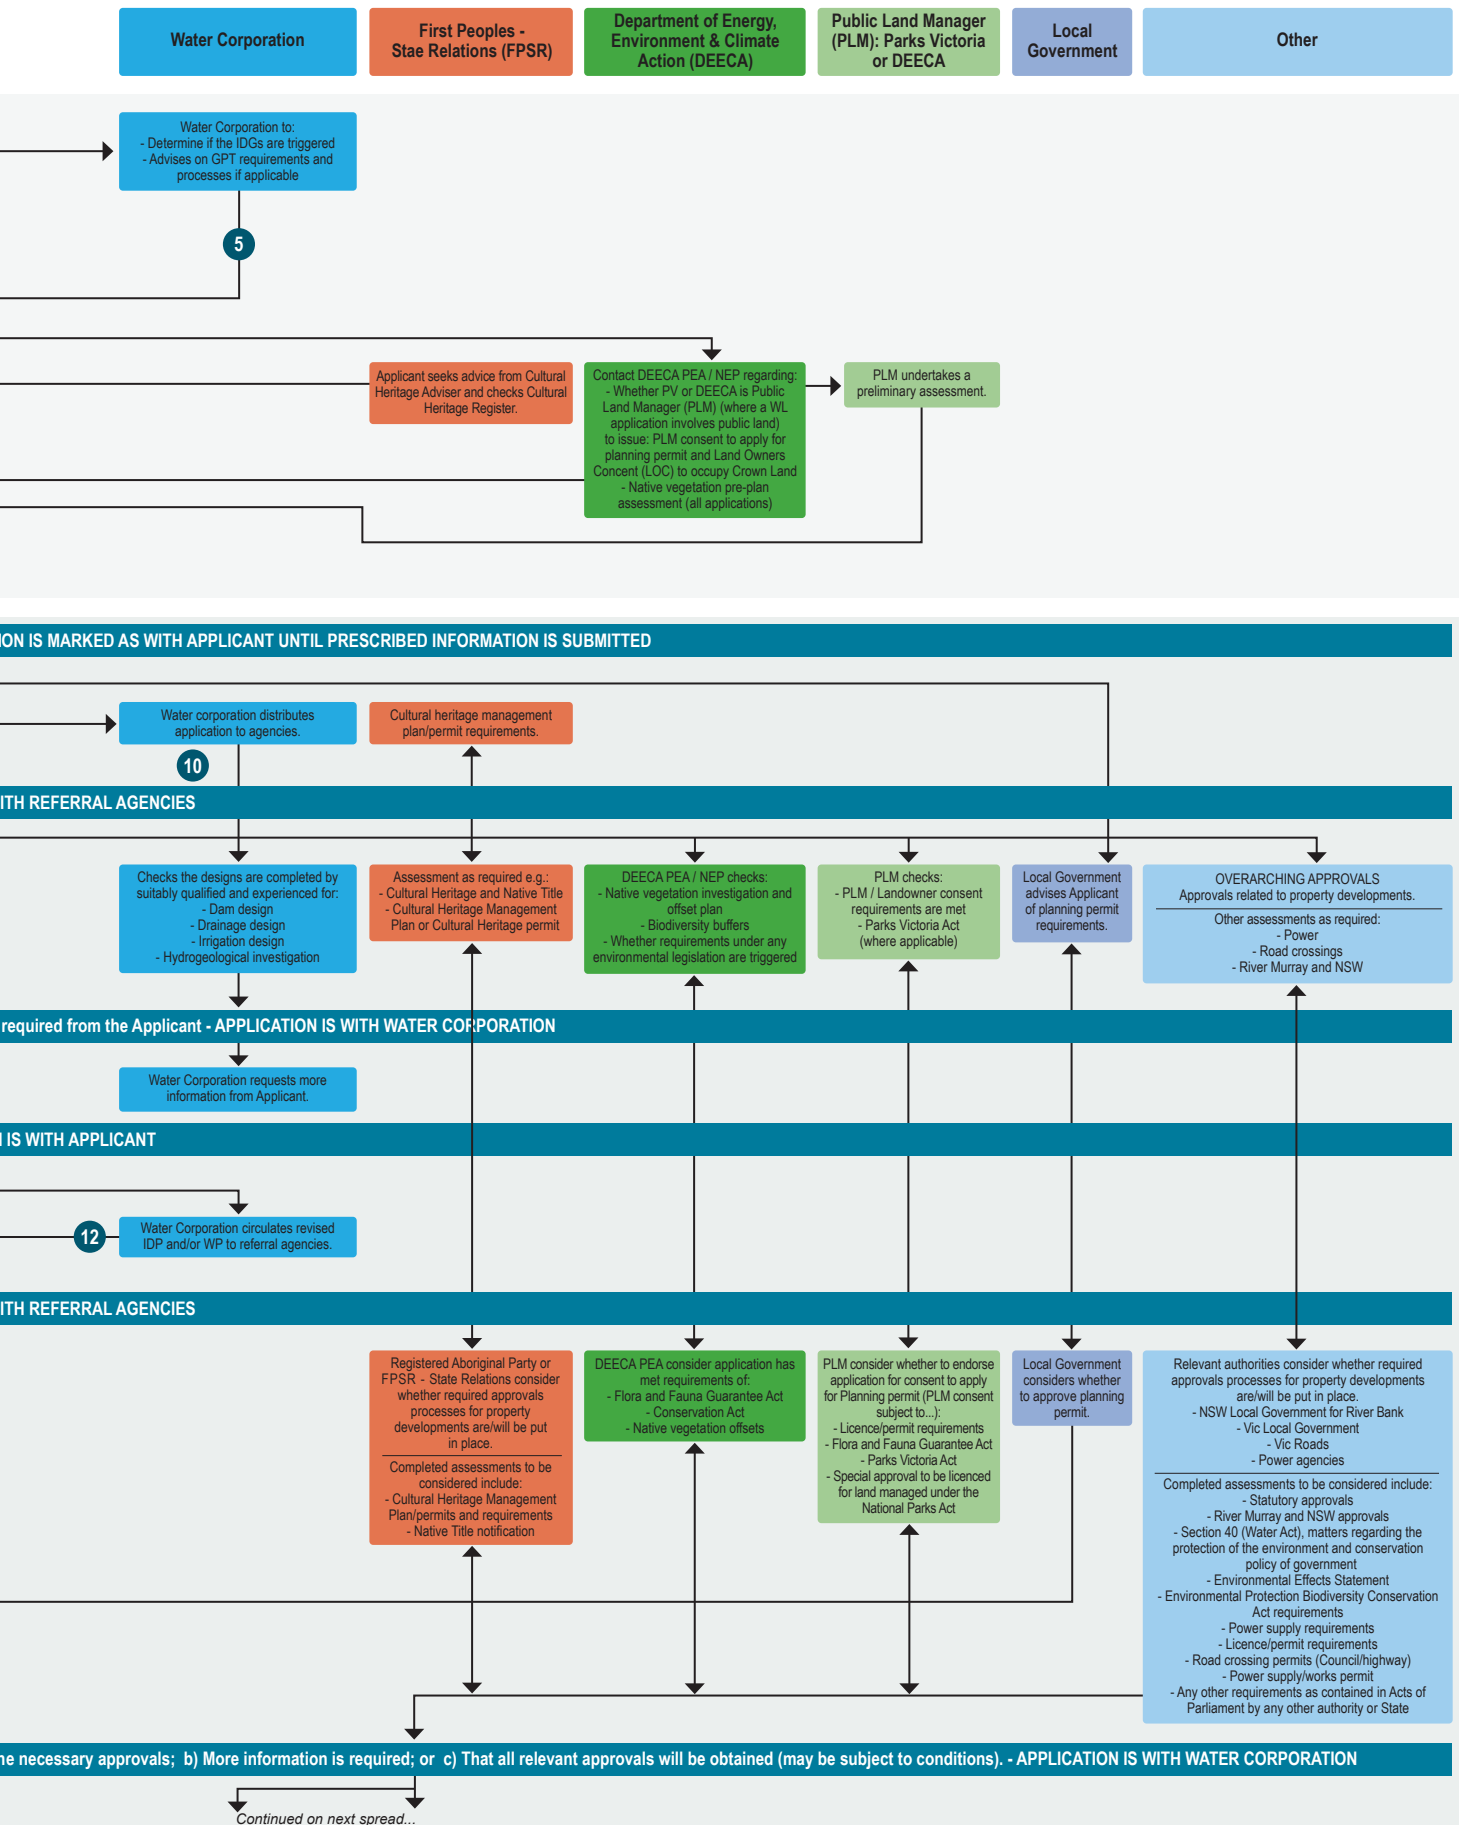 Water Corporation
First Peoples -
Stae Relations (FPSR)
Department of Energy,
Environment & Climate
Action (DEECA)
Public Land Manager
(PLM): Parks Victoria
or DEECA
Local
Government
Other
Water Corporation to:
- Determine if the IDGs are triggered
- Advises on GPT requirements and
processes if applicable
5
Applicant seeks advice from Cultural
Heritage Adviser and checks Cultural
Heritage Register.
Contact DEECA PEA / NEP regarding:
- Whether PV or DEECA is Public
Land Manager (PLM) (where a WL
application involves public land)
to issue: PLM consent to apply for
planning permit and Land Owners
Concent (LOC) to occupy Crown Land
- Native vegetation pre-plan
assessment (all applications)
PLM undertakes a
preliminary assessment.
ION IS MARKED AS WITH APPLICANT UNTIL PRESCRIBED INFORMATION IS SUBMITTED
Water corporation distributes
application to agencies.
Cultural heritage management
plan/permit requirements.
10
ITH REFERRAL AGENCIES
Checks the designs are completed by
suitably qualified and experienced for:
- Dam design
- Drainage design
- Irrigation design
- Hydrogeological investigation
Assessment as required e.g.:
- Cultural Heritage and Native Title
- Cultural Heritage Management
Plan or Cultural Heritage permit
DEECA PEA / NEP checks:
- Native vegetation investigation and
offset plan
- Biodiversity buffers
- Whether requirements under any
environmental legislation are triggered
PLM checks:
- PLM / Landowner consent
requirements are met
- Parks Victoria Act
(where applicable)
Local Government
advises Applicant
of planning permit
requirements.
OVERARCHING APPROVALS
Approvals related to property developments.
Other assessments as required:
- Power
- Road crossings
- River Murray and NSW
required from the Applicant - APPLICATION IS WITH WATER CORPORATION
Water Corporation requests more
information from Applicant.
N IS WITH APPLICANT
12
Water Corporation circulates revised
IDP and/or WP to referral agencies.
ITH REFERRAL AGENCIES
Registered Aboriginal Party or
FPSR - State Relations consider
whether required approvals
processes for property
developments are/will be put
in place.
Completed assessments to be
considered include:
- Cultural Heritage Management
Plan/permits and requirements
- Native Title notification
DEECA PEA consider application has
met requirements of:
- Flora and Fauna Guarantee Act
- Conservation Act
- Native vegetation offsets
PLM consider whether to endorse
application for consent to apply
for Planning permit (PLM consent
subject to...):
- Licence/permit requirements
- Flora and Fauna Guarantee Act
- Parks Victoria Act
- Special approval to be licenced
for land managed under the
National Parks Act
Local Government
considers whether
to approve planning
permit.
Relevant authorities consider whether required
approvals processes for property developments
are/will be put in place.
- NSW Local Government for River Bank
- Vic Local Government
- Vic Roads
- Power agencies
Completed assessments to be considered include:
- Statutory approvals
- River Murray and NSW approvals
- Section 40 (Water Act), matters regarding the
protection of the environment and conservation
policy of government
- Environmental Effects Statement
- Environmental Protection Biodiversity Conservation
Act requirements
- Power supply requirements
- Licence/permit requirements
- Road crossing permits (Council/highway)
- Power supply/works permit
- Any other requirements as contained in Acts of
Parliament by any other authority or State
he necessary approvals;  b) More information is required; or  c) That all relevant approvals will be obtained (may be subject to conditions). - APPLICATION IS WITH WATER CORPORATION
Continued on next spread...